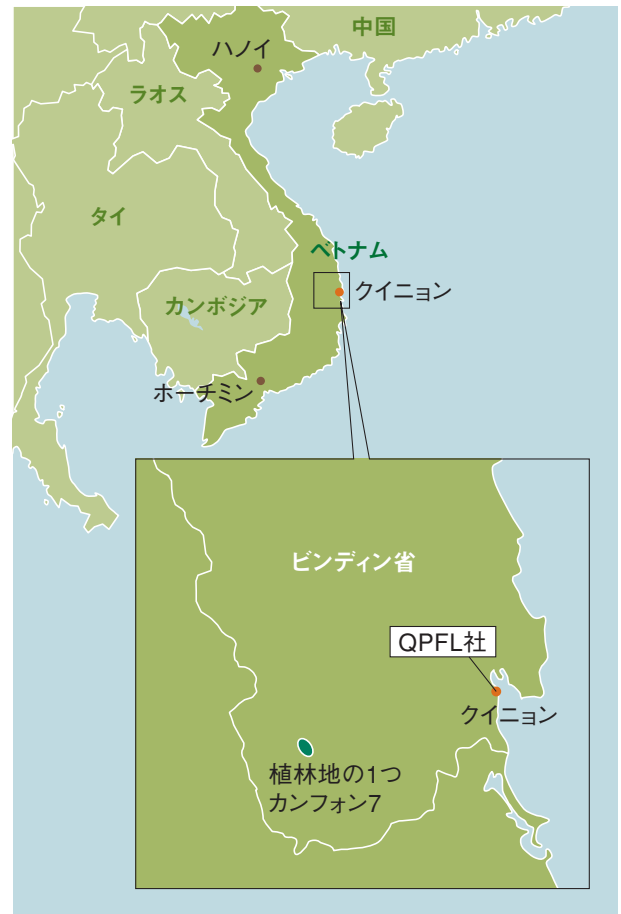 中国
ハノイ
ラオス
タイ
ベトナム
クイニョン
カンボジア
ホーチミン
ビンディン省
QPFL社
クイニョン
植林地の1つ
カンフォン7